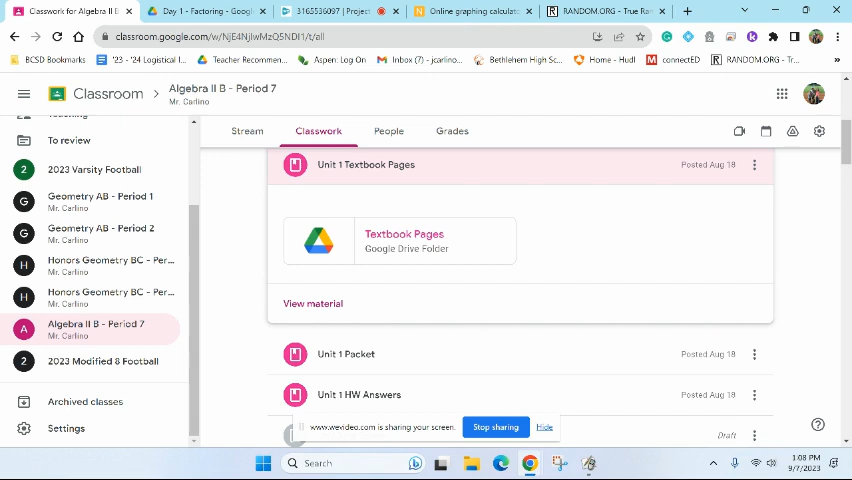 Classwork for Algebra II B
Day 1 - Factoring - Google
3165536097 | Project
Online graphing calculato
RANDOM.ORG - True Ran
classroom.google.com/w/NjE4NjIwMzQ5NDI1/t/all
BCSD Bookmarks
'23 - '24 Logistical I...
Teacher Recommen...
Aspen: Log On
Inbox (7) - jcarlino...
Bethlehem High Sc...
Home - Hudl
connectED
RANDOM.ORG - Tr...
Classroom
Algebra II B - Period 7
Mr. Carlino
Stream
Classwork
People
Grades
To review
2 2023 Varsity Football
G Geometry AB - Period 1
Mr. Carlino
G Geometry AB - Period 2
Mr. Carlino
H Honors Geometry BC - Per...
Mr. Carlino
H Honors Geometry BC - Per...
Mr. Carlino
A Algebra II B - Period 7
Mr. Carlino
2 2023 Modified 8 Football
Archived classes
Settings
Unit 1 Textbook Pages
Posted Aug 18
Textbook Pages
Google Drive Folder
View material
Unit 1 Packet
Posted Aug 18
Unit 1 HW Answers
Posted Aug 18
Draft
www.wevideo.com is sharing your screen.
Stop sharing
Hide
Search
1:08 PM
9/7/2023